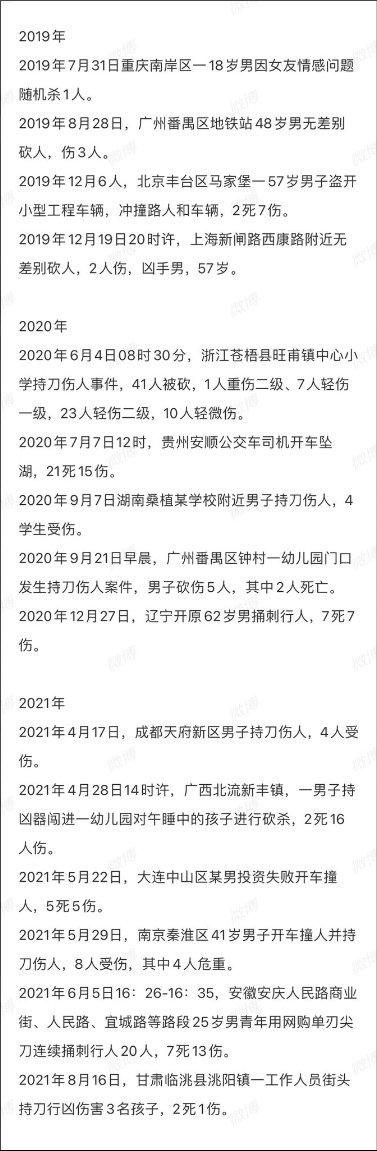 2019年
2019年7月31日重庆南岸区一18岁男因女友情感问题
随机杀1人。
2019年8月28日，广州番禺区地铁站48岁男无差别
砍人，伤3人。
2019年12月6人，北京丰台区马家堡一57岁男子盗开
小型工程车辆，冲撞路人和车辆，2死7伤。
2019年12月19日20时许，上海新闸路西康路附近无
差别砍人，2人伤，凶手男，57岁。
2020年
2020年6月4日08时30分，浙江苍梧县旺甫镇中心小
学持刀伤人事件，41人被砍，1人重伤二级、7人轻伤
一级，23人轻伤二级，10人轻微伤。
2020年7月7日12时，贵州安顺公交车司机开车坠
湖，21死15伤。
2020年9月7日湖南桑植某学校附近男子持刀伤人，4
学生受伤。
2020年9月21日早晨，广州番禺区钟村一幼儿园门口
发生持刀伤人案件，男子砍伤5人，其中2人死亡。
2020年12月27日，辽宁开原62岁男捅刺行人，7死7
伤。
2021年
2021年4月17日，成都天府新区男子持刀伤人，4人受
伤。
2021年4月28日14时许，广西北流新丰镇，一男子持
凶器闯进一幼儿园对午睡中的孩子进行砍杀，2死16
人伤。
2021年5月22日，大连中山区某男投资失败开车撞
人，5死5伤。
2021年5月29日，南京秦淮区41岁男子开车撞人并持
刀伤人，8人受伤，其中4人危重。
2021年6月5日16：26-16：35，安徽安庆人民路商业
街、人民路、宜城路等路段25岁男青年用网购单刃尖
刀连续捅刺行人20人，7死13伤。
2021年8月16日，甘肃临洮县洮阳镇一工作人员街头
持刀行凶伤害3名孩子，2死1伤。